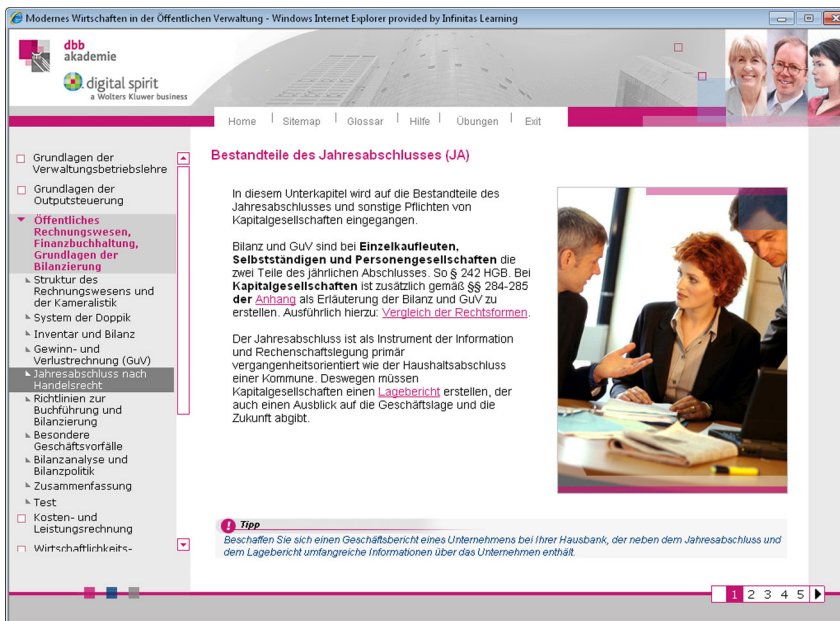 Modernes Wirtschaften in der Öffentlichen Verwaltung - Windows Internet Explorer provided by Infinitas Learning
dbb
akademie
digital spirit
a Wolters Kluwer business
Home | Sitemap | Glossar | Hilfe | Übungen | Exit
Grundlagen der
Verwaltungsbetriebslehre
Grundlagen der
Outputsteuerung
Öffentliches
Rechnungswesen,
Finanzbuchhaltung,
Grundlagen der
Bilanzierung
Struktur des
Rechnungswesens und
der Kameralistik
System der Doppik
Inventar und Bilanz
Gewinn- und
Verlustrechnung (GuV)
Jahresabschluss nach
Handelsrecht
Richtlinien zur
Buchführung und
Bilanzierung
Besondere
Geschäftsvorfälle
Bilanzanalyse und
Bilanzpolitik
Zusammenfassung
Test
Kosten- und
Leistungsrechnung
Wirtschaftlichkeits-
Bestandteile des Jahresabschlusses (JA)
In diesem Unterkapitel wird auf die Bestandteile des
Jahresabschlusses und sonstige Pflichten von
Kapitalgesellschaften eingegangen.
Bilanz und GuV sind bei Einzelkaufleuten,
Selbstständigen und Personengesellschaften die
zwei Teile des jährlichen Abschlusses. So § 242 HGB. Bei
Kapitalgesellschaften ist zusätzlich gemäß §§ 284-285
der Anhang als Erläuterung der Bilanz und GuV zu
erstellen. Ausführlich hierzu: Vergleich der Rechtsformen.
Der Jahresabschluss ist als Instrument der Information
und Rechenschaftslegung primär
vergangenheitsorientiert wie der Haushaltsabschluss
einer Kommune. Deswegen müssen
Kapitalgesellschaften einen Lagebericht erstellen, der
auch einen Ausblick auf die Geschäftslage und die
Zukunft abgibt.
! Tipp
Beschaffen Sie sich einen Geschäftsbericht eines Unternehmens bei Ihrer Hausbank, der neben dem Jahresabschluss und
dem Lagebericht umfangreiche Informationen über das Unternehmen enthält.
1 2 3 4 5